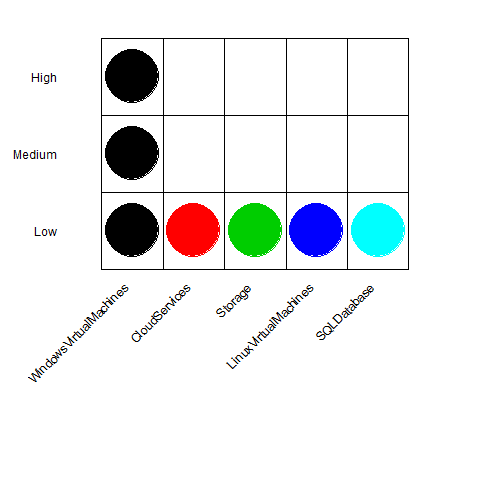 High
Medium
Low
WindowsVirtualMachines
CloudServices
Storage
LinuxVirtualMachines
SQLDatabase